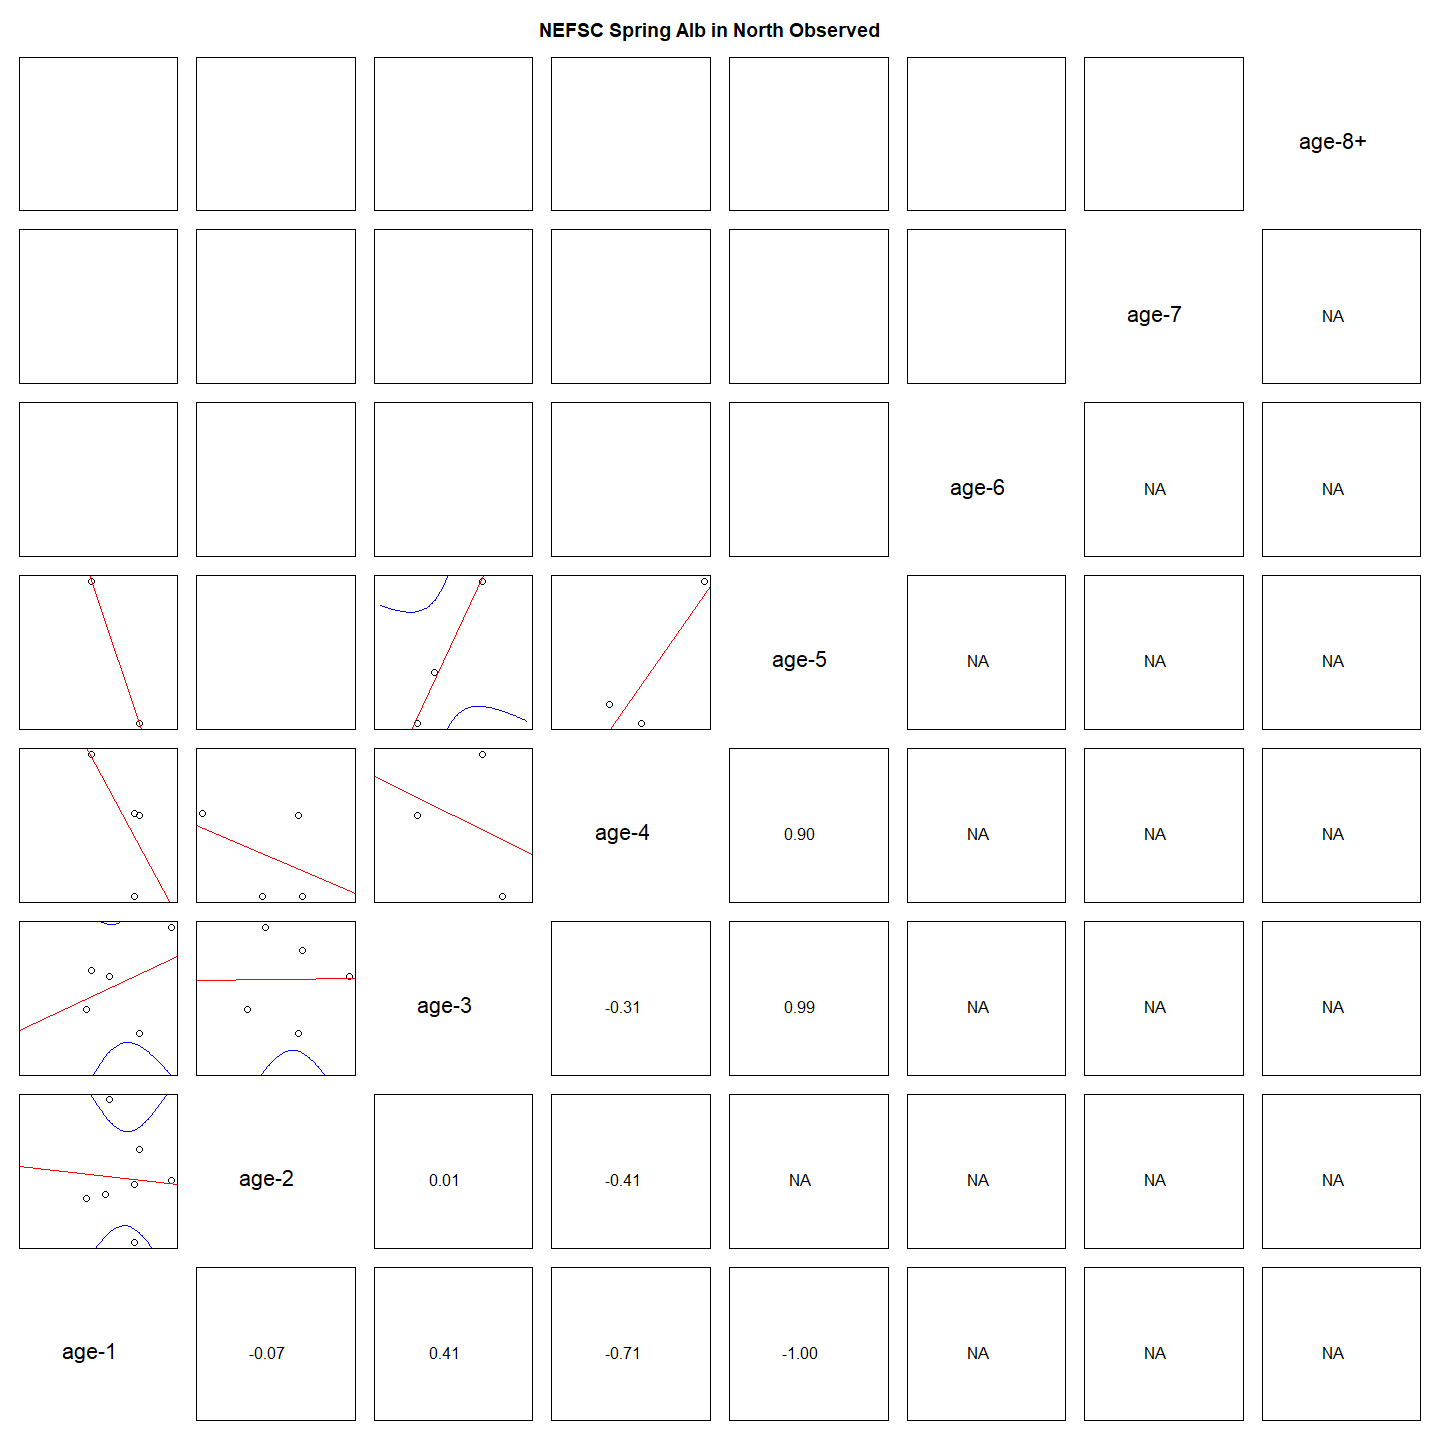 NEFSC Spring Alb in North Observed
age-8+
age-7 NA
age-6 NA NA
age-5 NA NA NA
age-4 0.90 NA NA NA
age-3 -0.31 0.99 NA NA NA
age-2 0.01 -0.41 NA NA NA NA
age-1 -0.07 0.41 -0.71 -1.00 NA NA NA